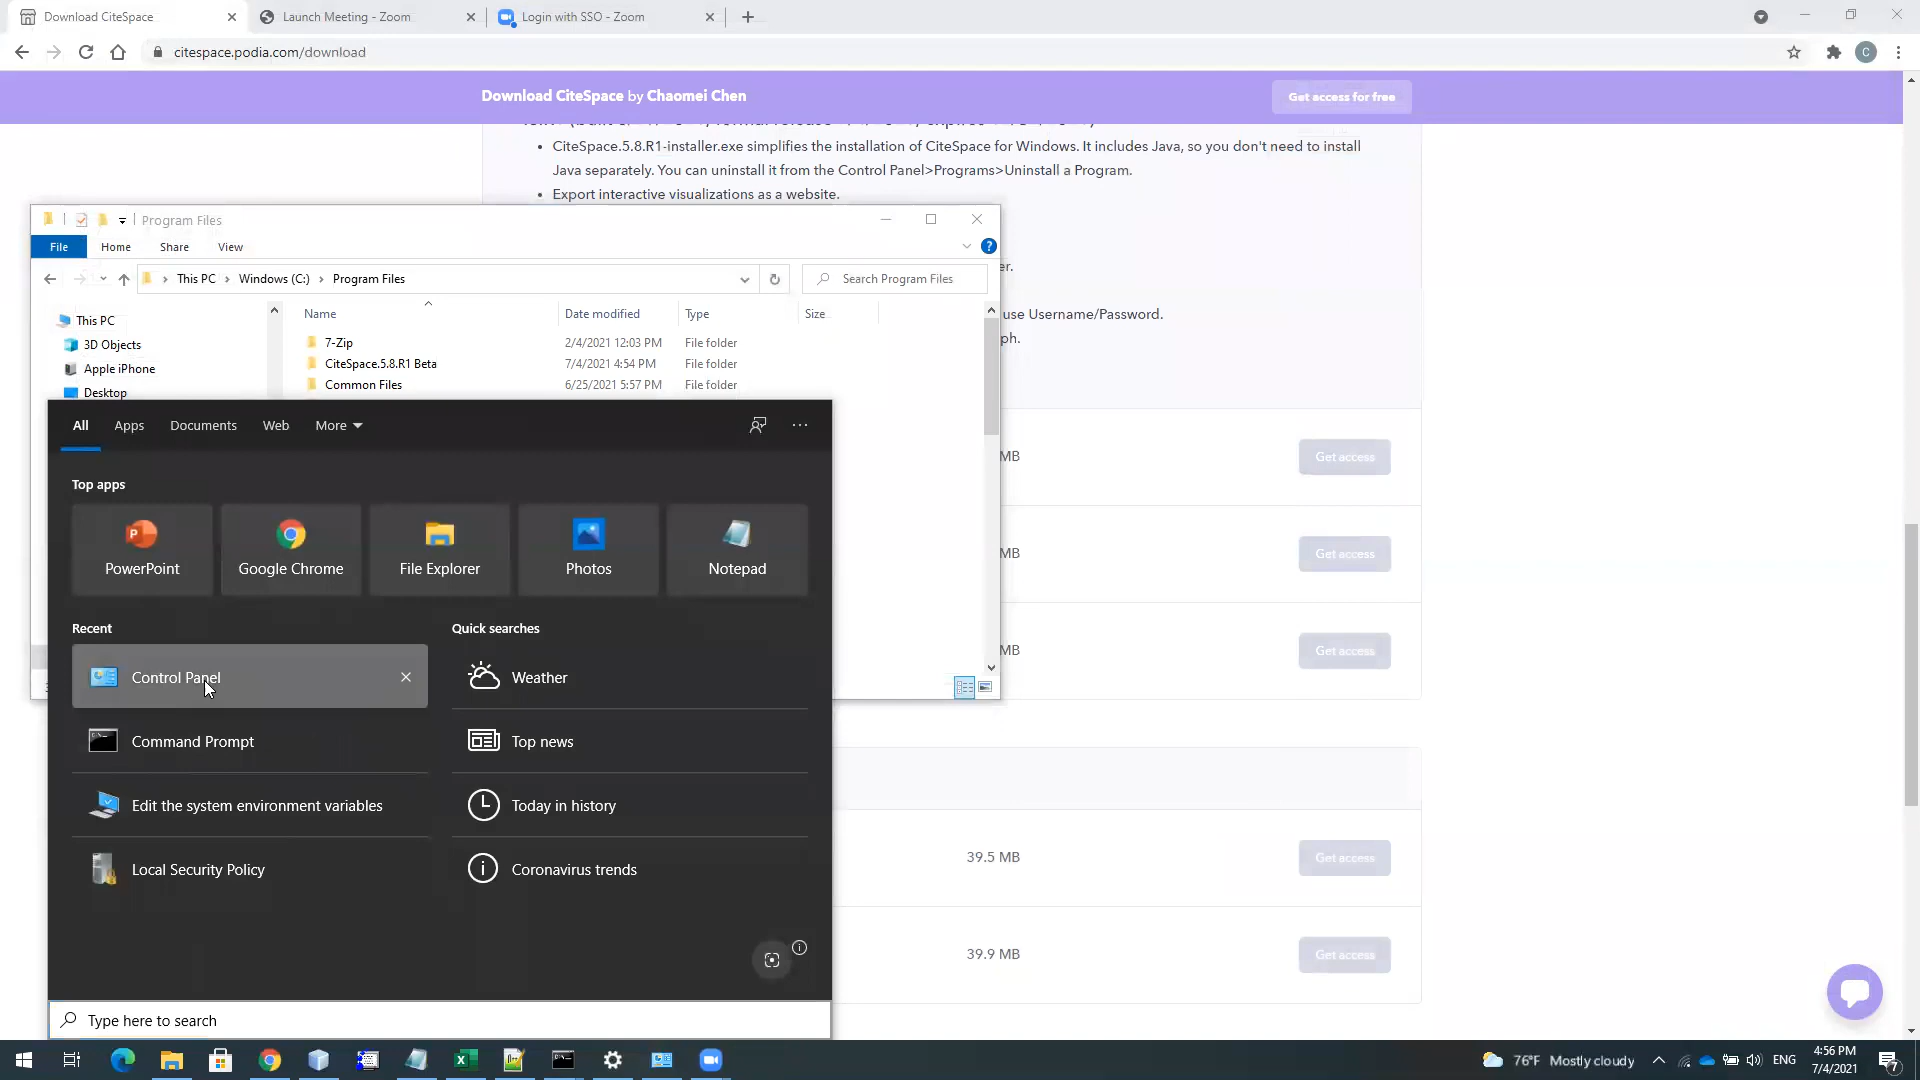 Download CiteSpace
Launch Meeting - Zoom
Login with SSO - Zoom
citespace.podia.com/download
C
Download CiteSpace by Chaomei Chen
Get access for free
CiteSpace.5.8.R1-installer.exe simplifies the installation of CiteSpace for Windows. It includes Java, so you don't need to install
Java separately. You can uninstall it from the Control Panel>Programs>Uninstall a Program.
Export interactive visualizations as a website.
Program Files
File
Home
Share
View
er.
This PC
Windows (C:)
Program Files
Search Program Files
use Username/Password.
ph.
This PC
3D Objects
Apple iPhone
Desktop
Name
Date modified
Type
Size
7-Zip
2/4/2021 12:03 PM
File folder
CiteSpace.5.8.R1 Beta
7/4/2021 4:54 PM
File folder
Common Files
6/25/2021 5:57 PM
File folder
All
Apps
Documents
Web
More
Top apps
PowerPoint
Google Chrome
File Explorer
Photos
Notepad
Recent
Control Panel
Command Prompt
Edit the system environment variables
Local Security Policy
Quick searches
Weather
Top news
Today in history
Coronavirus trends
Type here to search
MB
Get access
MB
Get access
MB
Get access
39.5 MB
Get access
39.9 MB
Get access
76°F Mostly cloudy
ENG
4:56 PM
7/4/2021
7